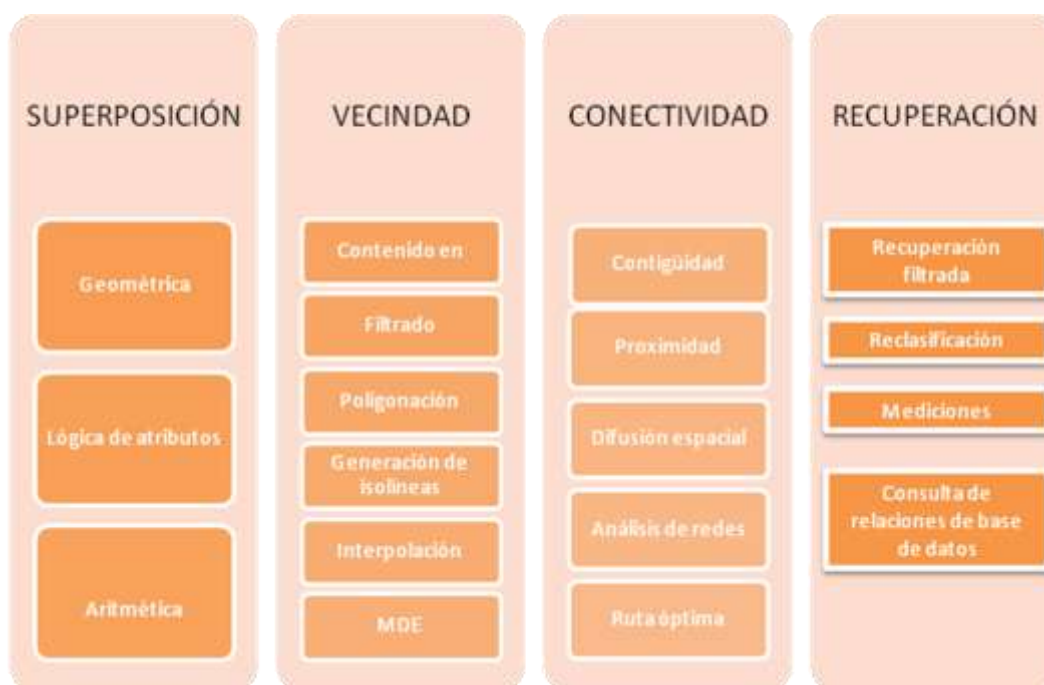 SUPERPOSICIÓN
Geométrica
Lógica de atributos
Aritmética
VECINDAD
Contenido en
Filtrado
Poligonación
Generación de
isolíneas
Interpolación
MDE
CONECTIVIDAD
Contigüidad
Proximidad
Difusión espacial
Análisis de redes
Ruta óptima
RECUPERACIÓN
Recuperación
filtrada
Reclasificación
Mediciones
Consulta de
relaciones de base
de datos